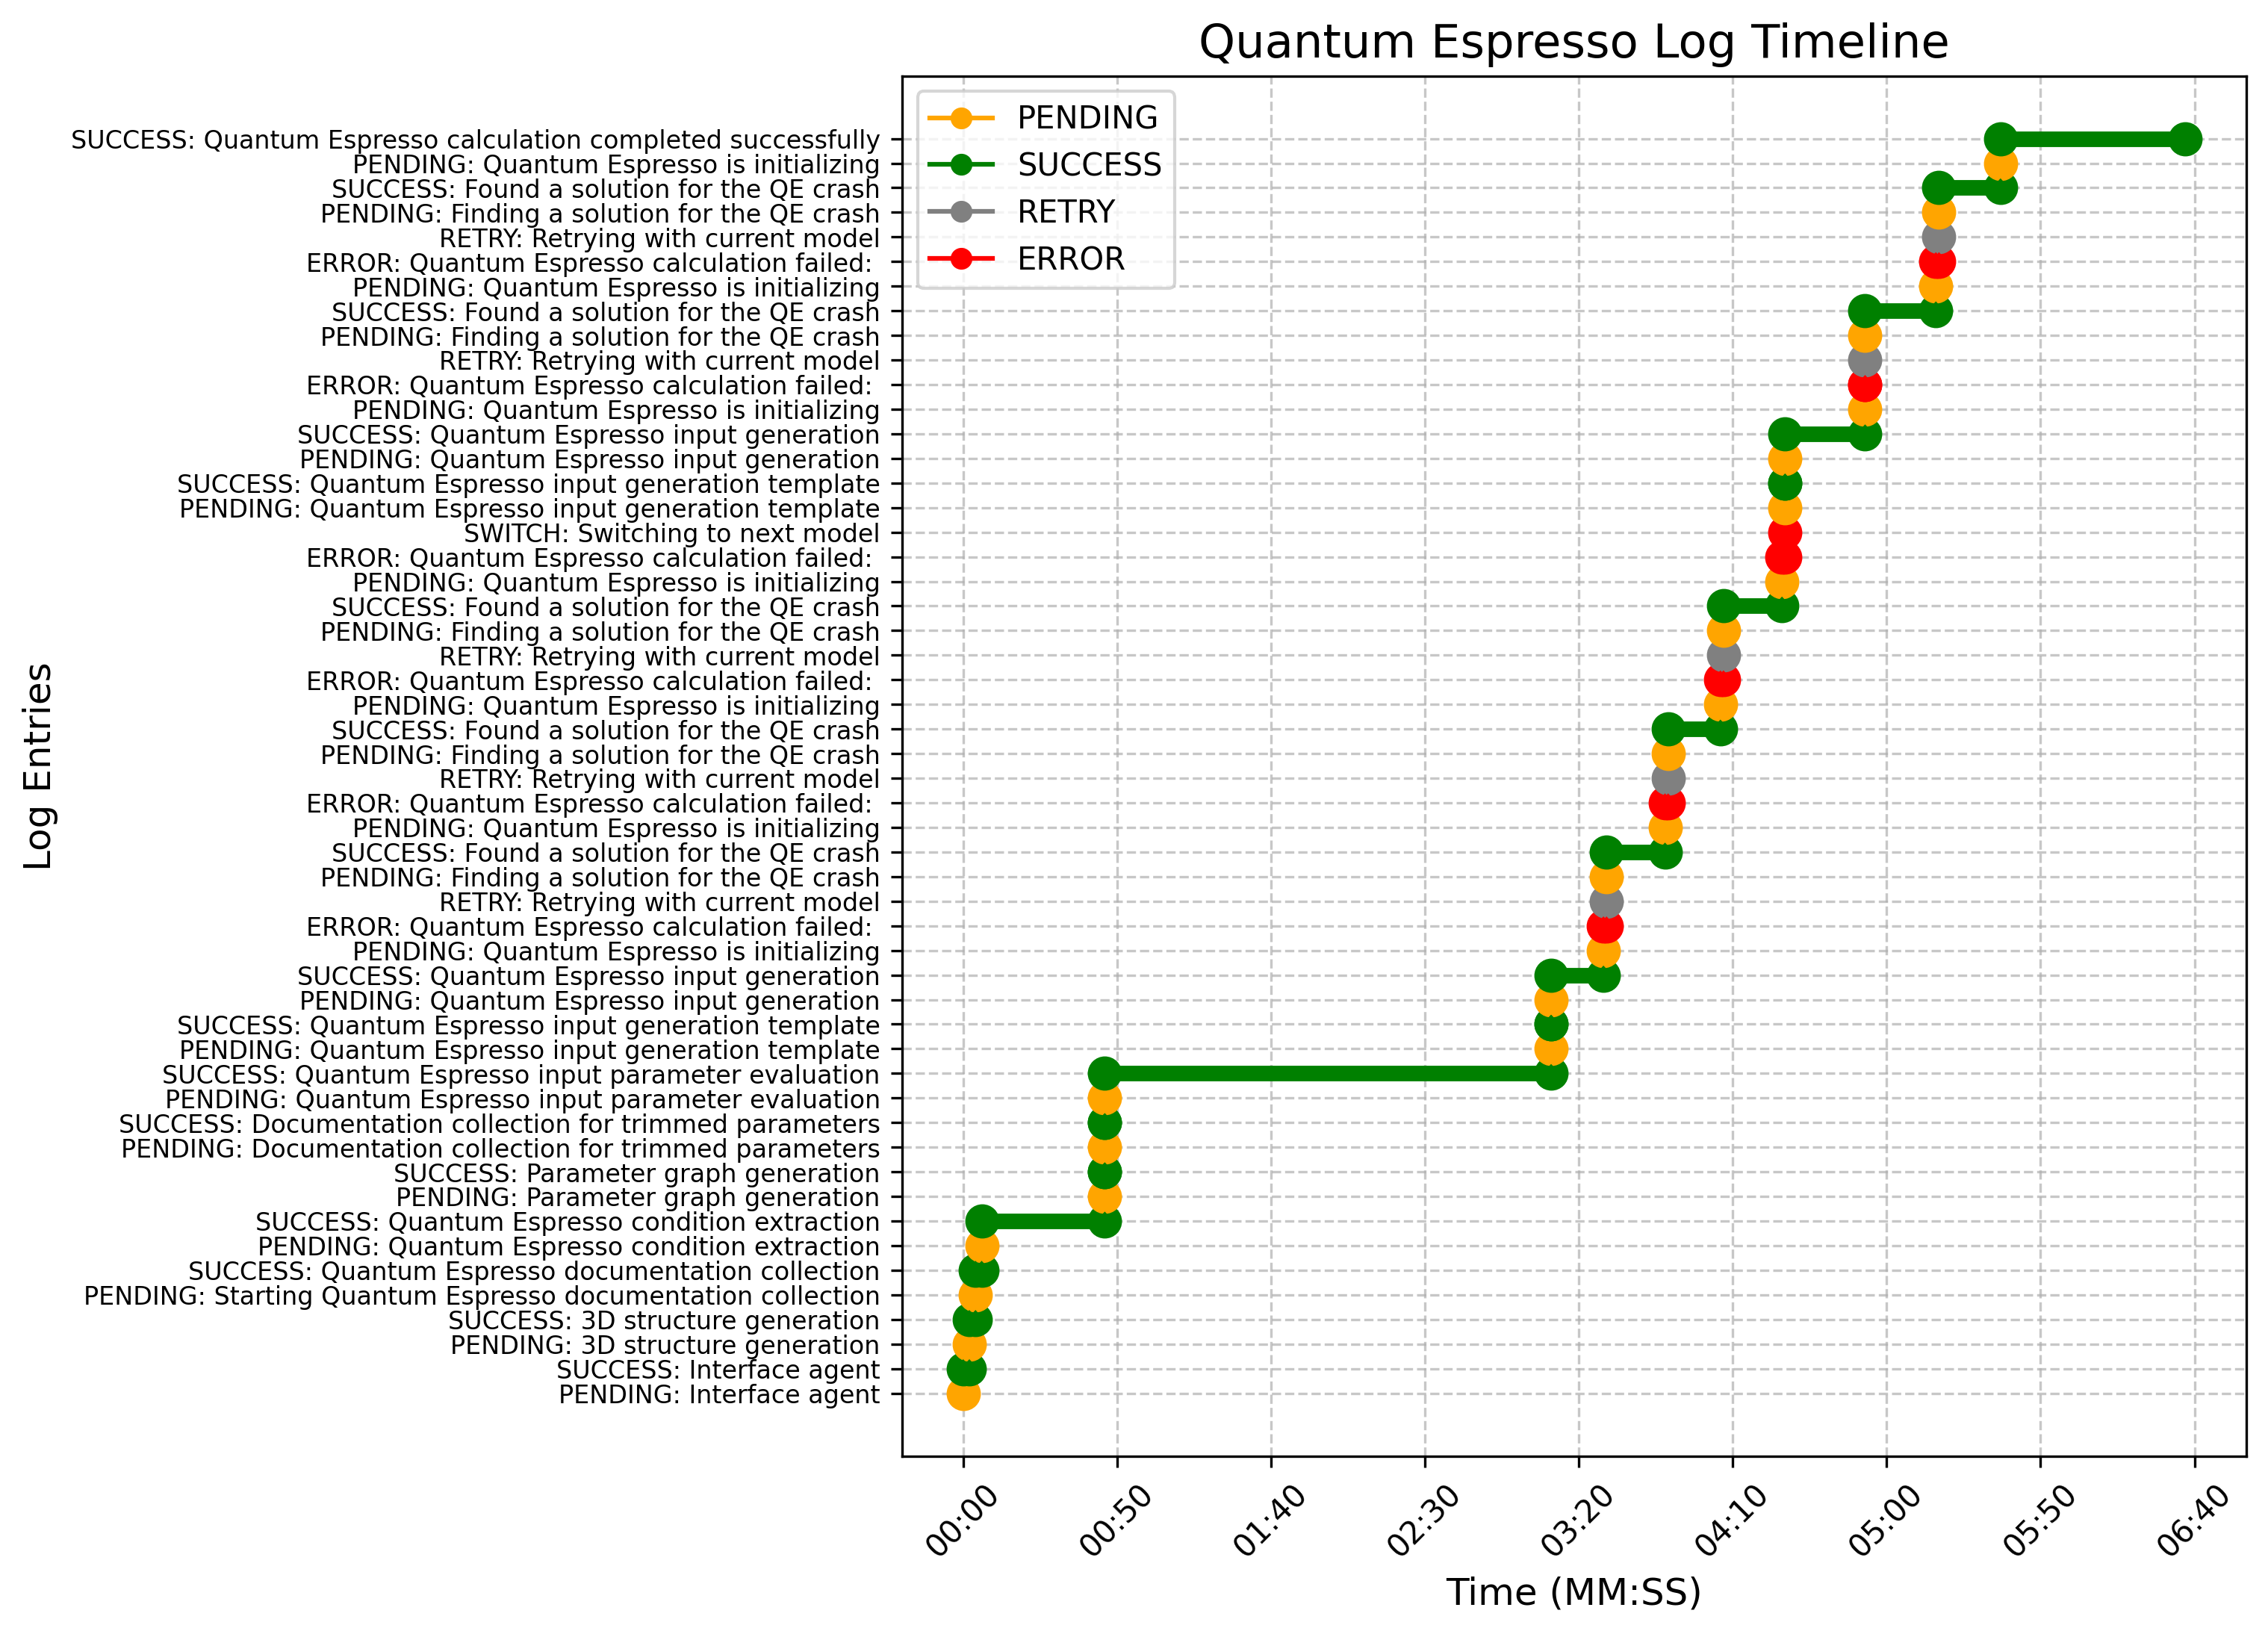 Quantum Espresso Log Timeline
PENDING
SUCCESS
RETRY
ERROR
SUCCESS: Quantum Espresso calculation completed successfully
PENDING: Quantum Espresso is initializing
SUCCESS: Found a solution for the QE crash
PENDING: Finding a solution for the QE crash
RETRY: Retrying with current model
ERROR: Quantum Espresso calculation failed:
PENDING: Quantum Espresso is initializing
SUCCESS: Found a solution for the QE crash
PENDING: Finding a solution for the QE crash
RETRY: Retrying with current model
ERROR: Quantum Espresso calculation failed:
PENDING: Quantum Espresso is initializing
SUCCESS: Quantum Espresso input generation
PENDING: Quantum Espresso input generation
SUCCESS: Quantum Espresso input generation template
PENDING: Quantum Espresso input generation template
SWITCH: Switching to next model
ERROR: Quantum Espresso calculation failed:
PENDING: Quantum Espresso is initializing
SUCCESS: Found a solution for the QE crash
PENDING: Finding a solution for the QE crash
RETRY: Retrying with current model
ERROR: Quantum Espresso calculation failed:
PENDING: Quantum Espresso is initializing
SUCCESS: Found a solution for the QE crash
PENDING: Finding a solution for the QE crash
RETRY: Retrying with current model
ERROR: Quantum Espresso calculation failed:
PENDING: Quantum Espresso is initializing
SUCCESS: Found a solution for the QE crash
PENDING: Finding a solution for the QE crash
RETRY: Retrying with current model
ERROR: Quantum Espresso calculation failed:
PENDING: Quantum Espresso is initializing
SUCCESS: Quantum Espresso input generation
PENDING: Quantum Espresso input generation
SUCCESS: Quantum Espresso input generation template
PENDING: Quantum Espresso input generation template
SUCCESS: Quantum Espresso input parameter evaluation
PENDING: Quantum Espresso input parameter evaluation
SUCCESS: Documentation collection for trimmed parameters
PENDING: Documentation collection for trimmed parameters
SUCCESS: Parameter graph generation
PENDING: Parameter graph generation
SUCCESS: Quantum Espresso condition extraction
PENDING: Quantum Espresso condition extraction
SUCCESS: Quantum Espresso documentation collection
PENDING: Starting Quantum Espresso documentation collection
SUCCESS: 3D structure generation
PENDING: 3D structure generation
SUCCESS: Interface agent
PENDING: Interface agent
Log Entries
00:00
00:50
01:40
02:30
03:20
04:10
05:00
05:50
06:40
Time (MM:SS)